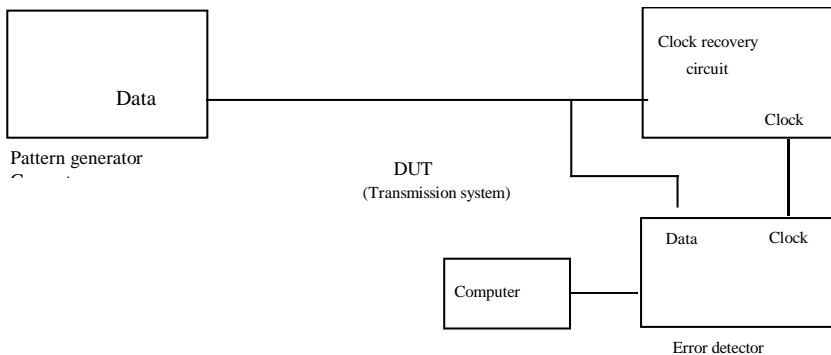 Data
Clock recovery
circuit
Clock
Pattern generator
DUT
(Transmission system)
Data Clock
Computer
Error detector